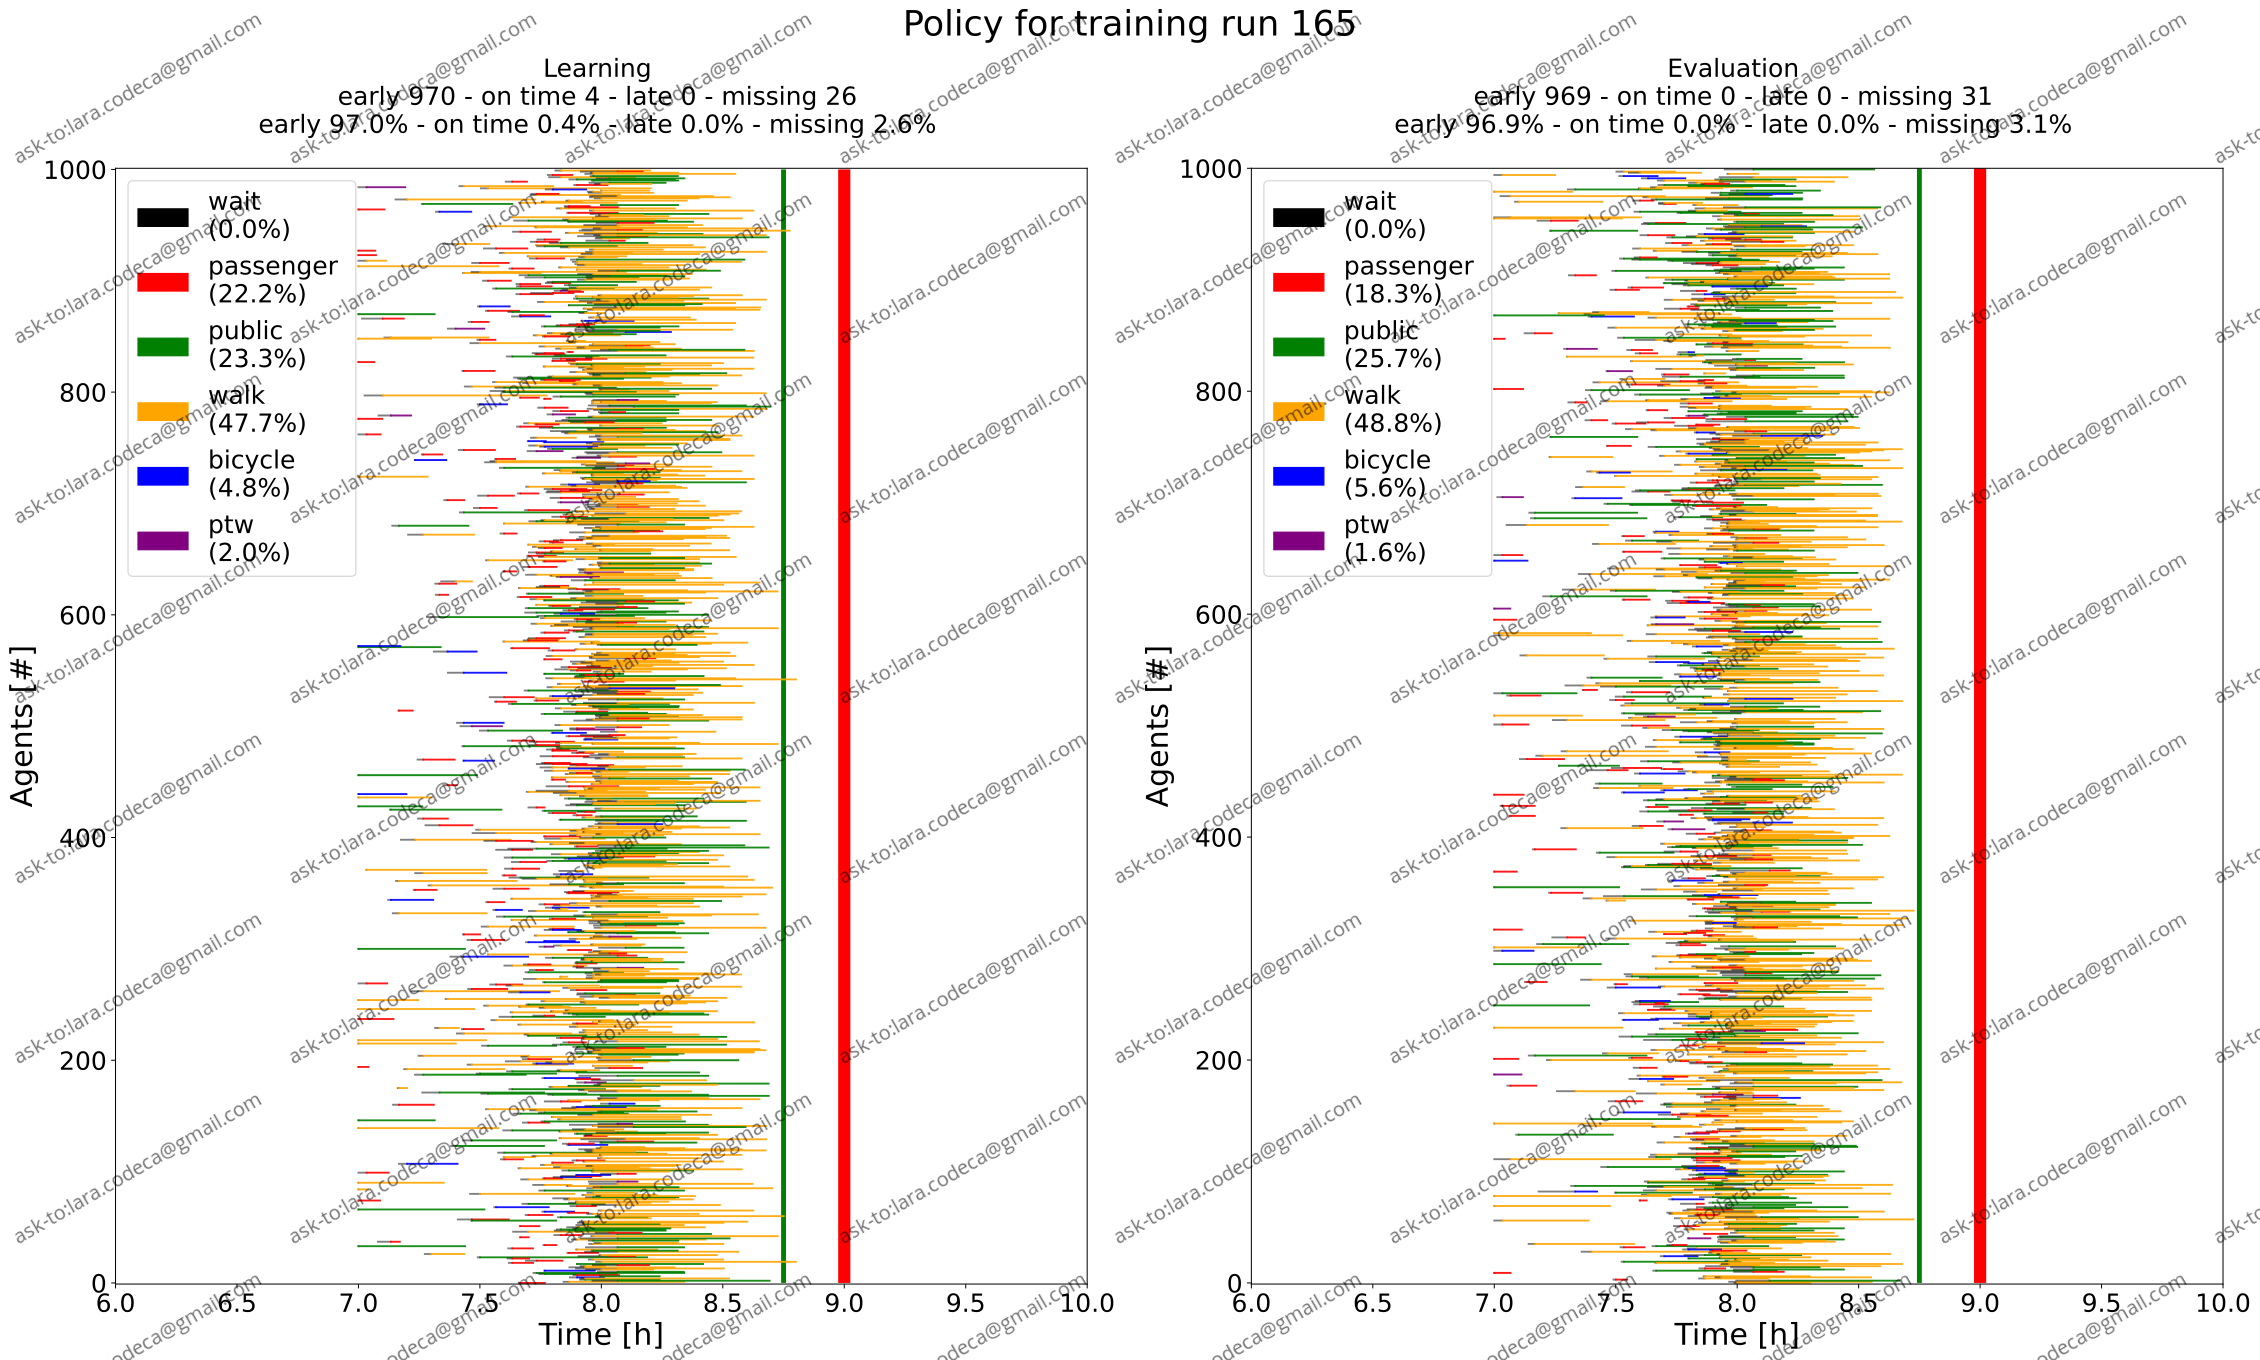 Policy for training run 165
Learning
early 970 - on time 4 - late 0 - missing 26
early 97.0% - on time 0.4% - late 0.0% - missing 2.6%
1000
800
600
400
200
0
Agents [#]
wait
(0.0%)
passenger
(22.2%)
public
(23.3%)
walk
(47.7%)
bicycle
(4.8%)
ptw
(2.0%)
6.0 6.5 7.0 7.5 8.0 8.5 9.0 9.5 10.0
Time [h]
Evaluation
early 969 - on time 0 - late 0 - missing 31
early 96.9% - on time 0.0% - late 0.0% - missing 3.1%
1000
800
600
400
200
0
Agents [#]
wait
(0.0%)
passenger
(18.3%)
public
(25.7%)
walk
(48.8%)
bicycle
(5.6%)
ptw
(1.6%)
6.0 6.5 7.0 7.5 8.0 8.5 9.0 9.5 10.0
Time [h]
ask-to:lara.codeca@gmail.com